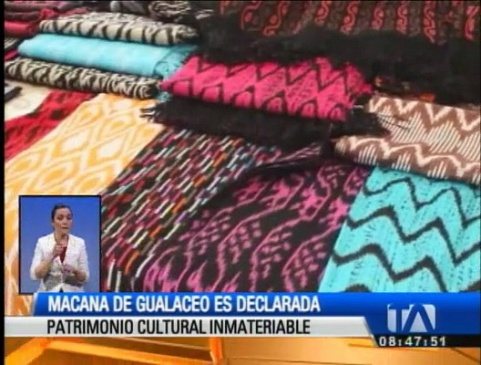 MACANA DE GUALACEO ES DECLARADA
PATRIMONIO CULTURAL INMATERIABLE
TA
08:47:51